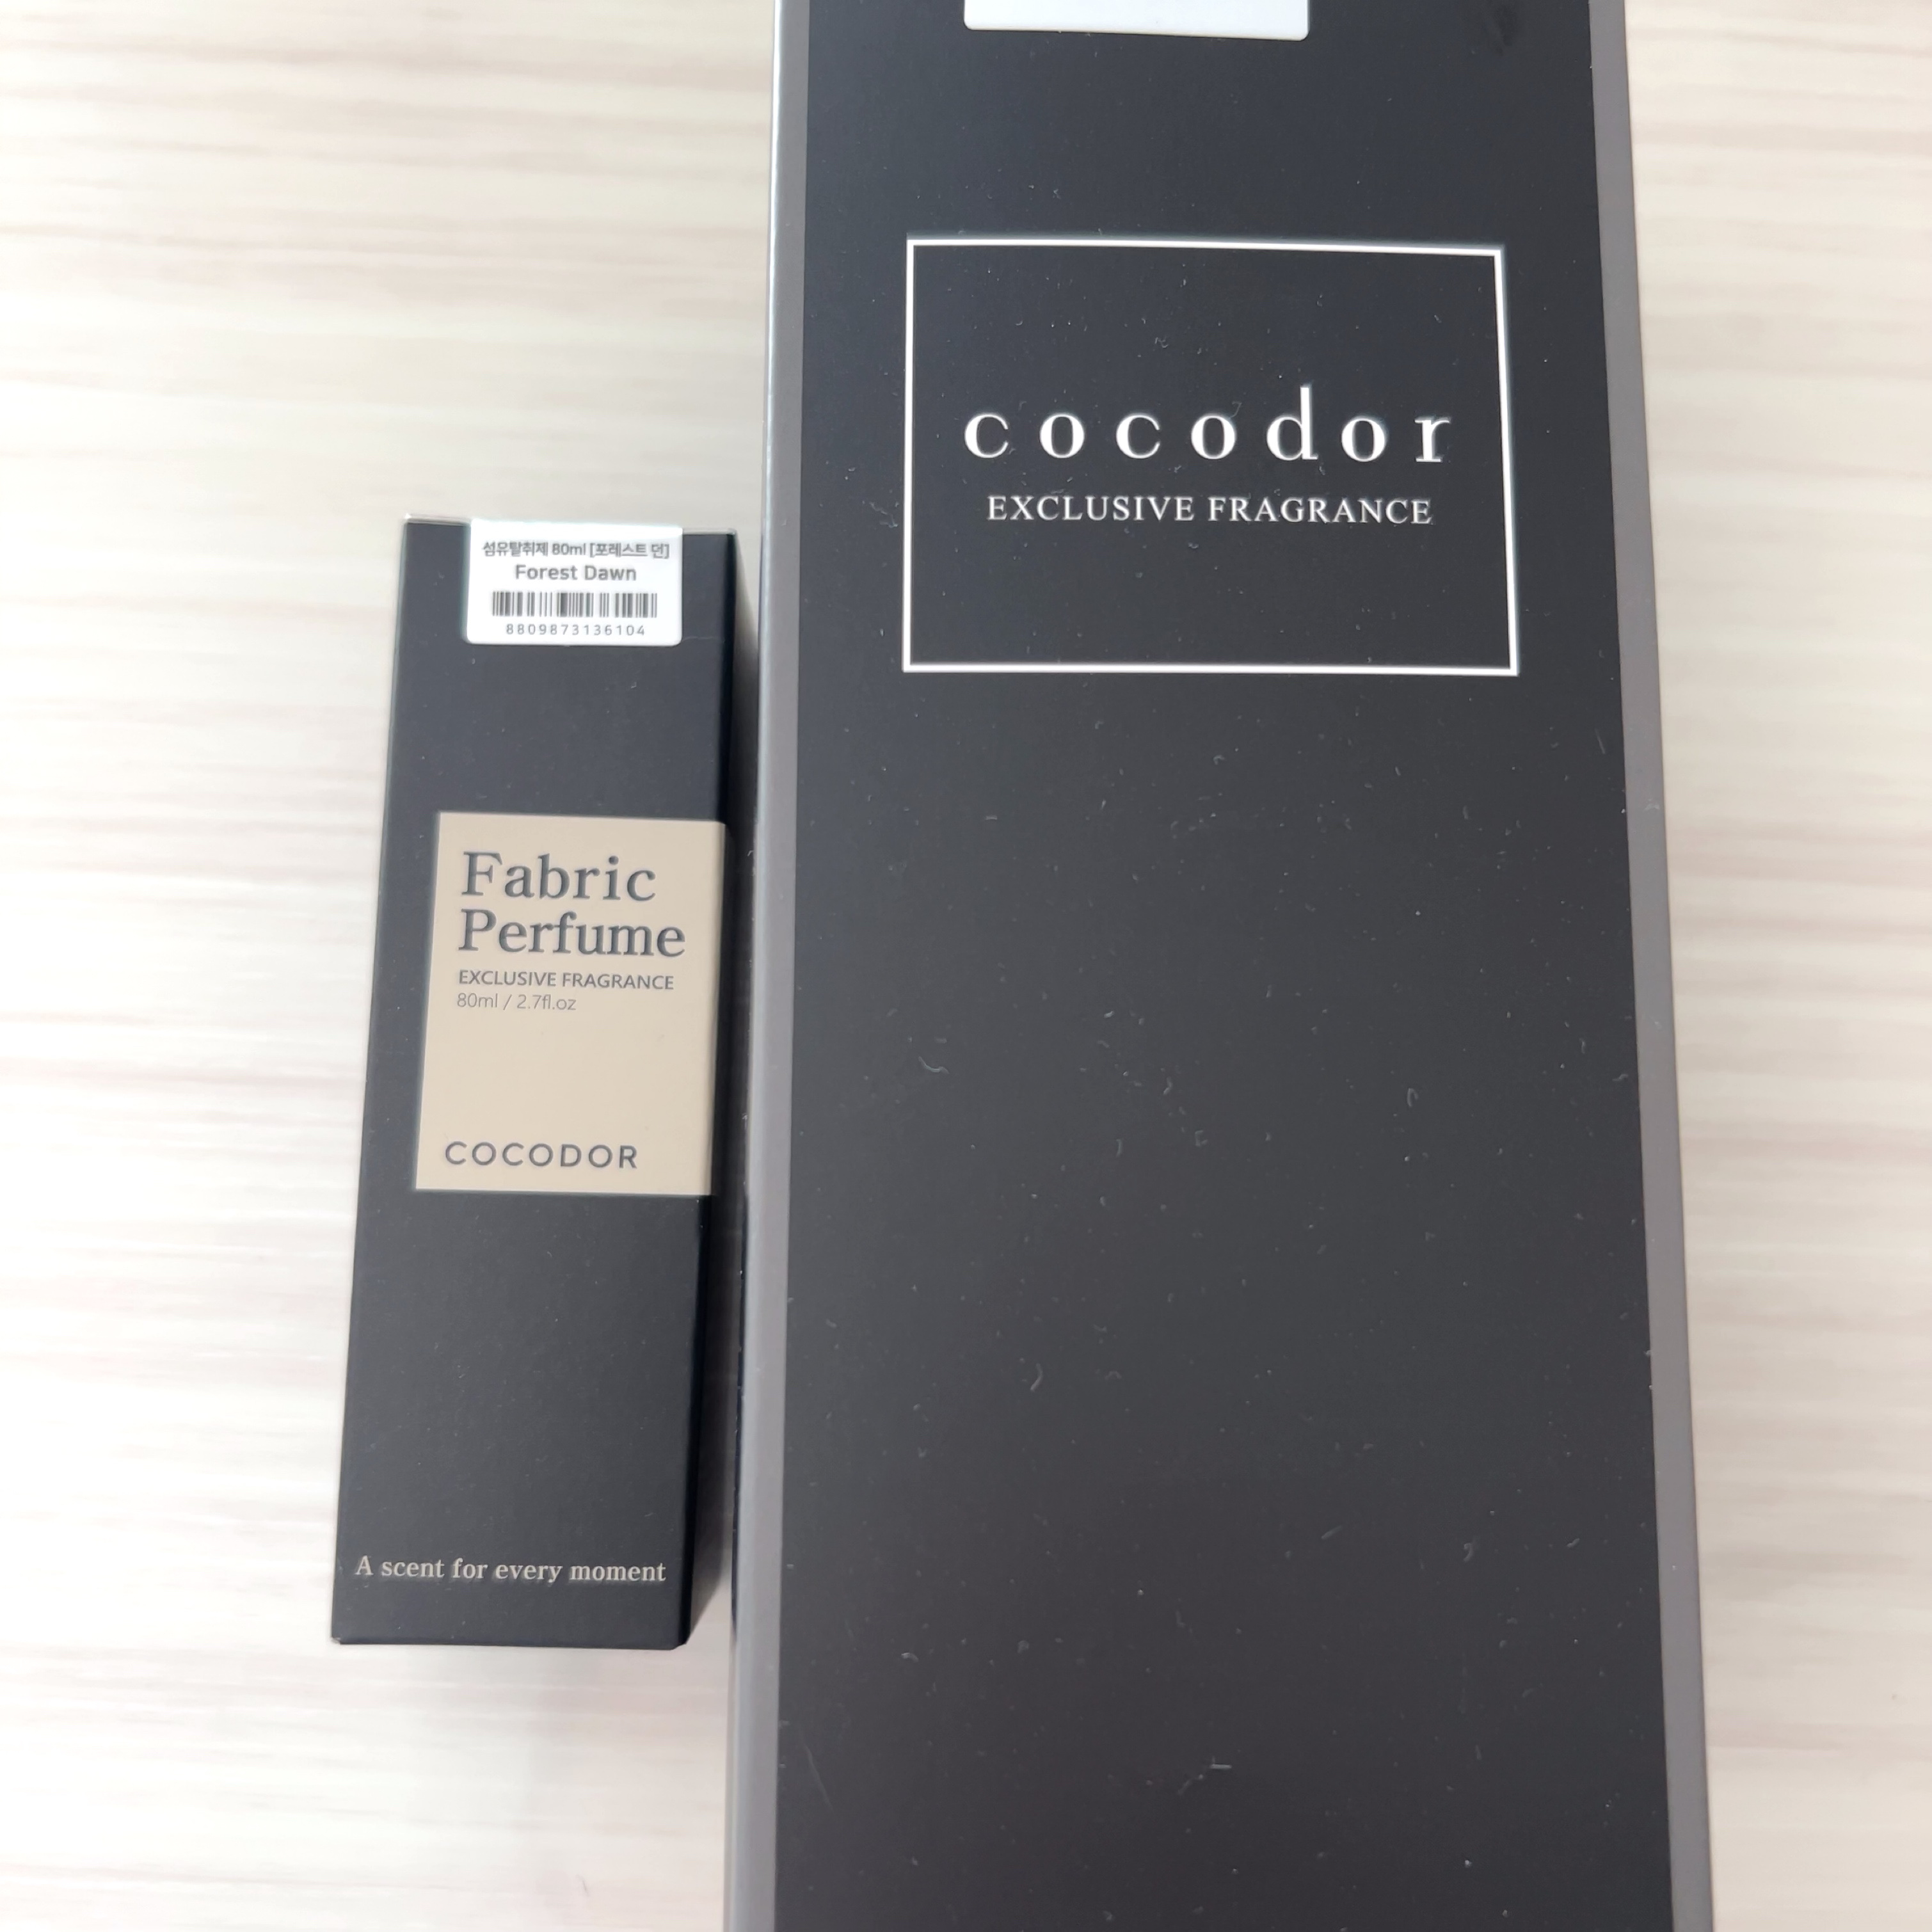 섬유탈취제 80ml [포레스트 던]
Forest Dawn
8809873136104
Fabric
Perfume
EXCLUSIVE FRAGRANCE
80ml / 2.7fl.oz
COCODOR
A scent for every moment
cocodor
EXCLUSIVE FRAGRANCE